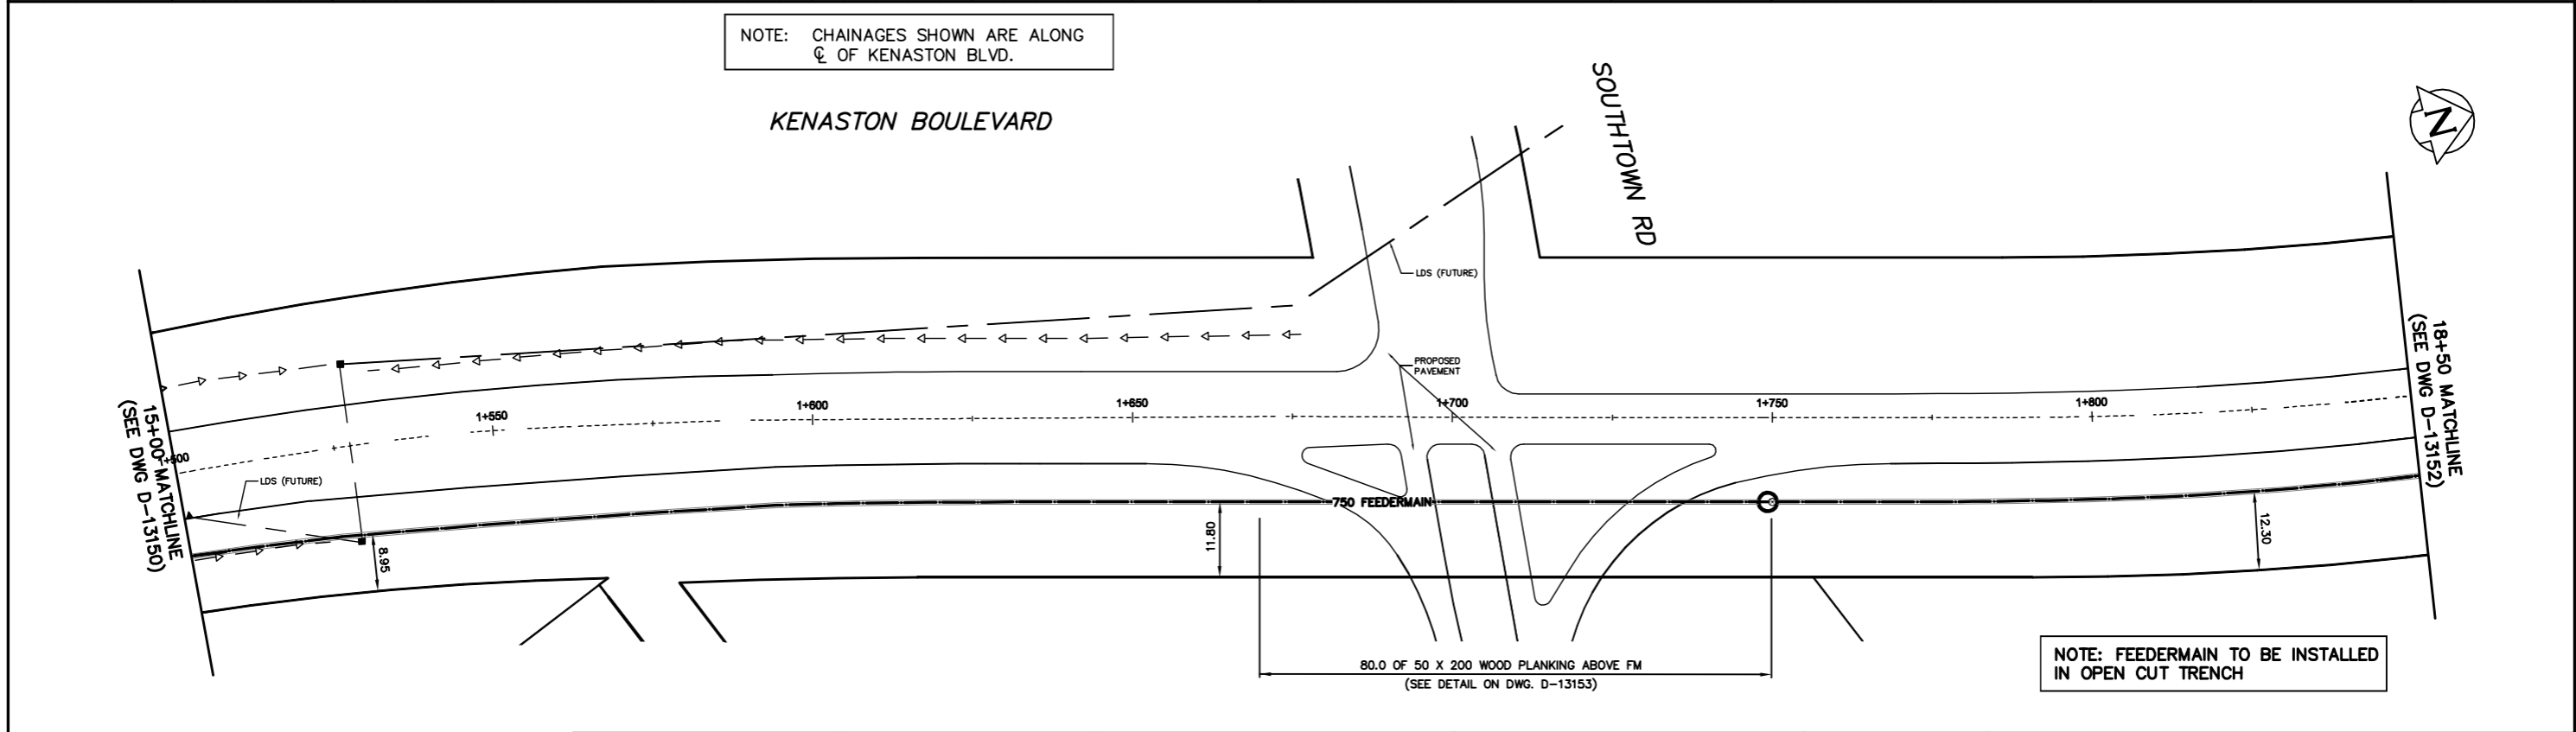 NOTE: CHAINAGES SHOWN ARE ALONG
℄ OF KENASTON BLVD.
KENASTON BOULEVARD
SOUTHTOWN RD
N
LDS (FUTURE)
PROPOSED
PAVEMENT
1+500
1+550
1+600
1+650
1+700
1+750
1+800
15+00 MATCHLINE
(SEE DWG D-13150)
LDS (FUTURE)
18+50 MATCHLINE
(SEE DWG D-13152)
750 FEEDERMAIN
8.95
11.80
12.30
80.0 OF 50 X 200 WOOD PLANKING ABOVE FM
(SEE DETAIL ON DWG. D-13153)
NOTE: FEEDERMAIN TO BE INSTALLED
IN OPEN CUT TRENCH